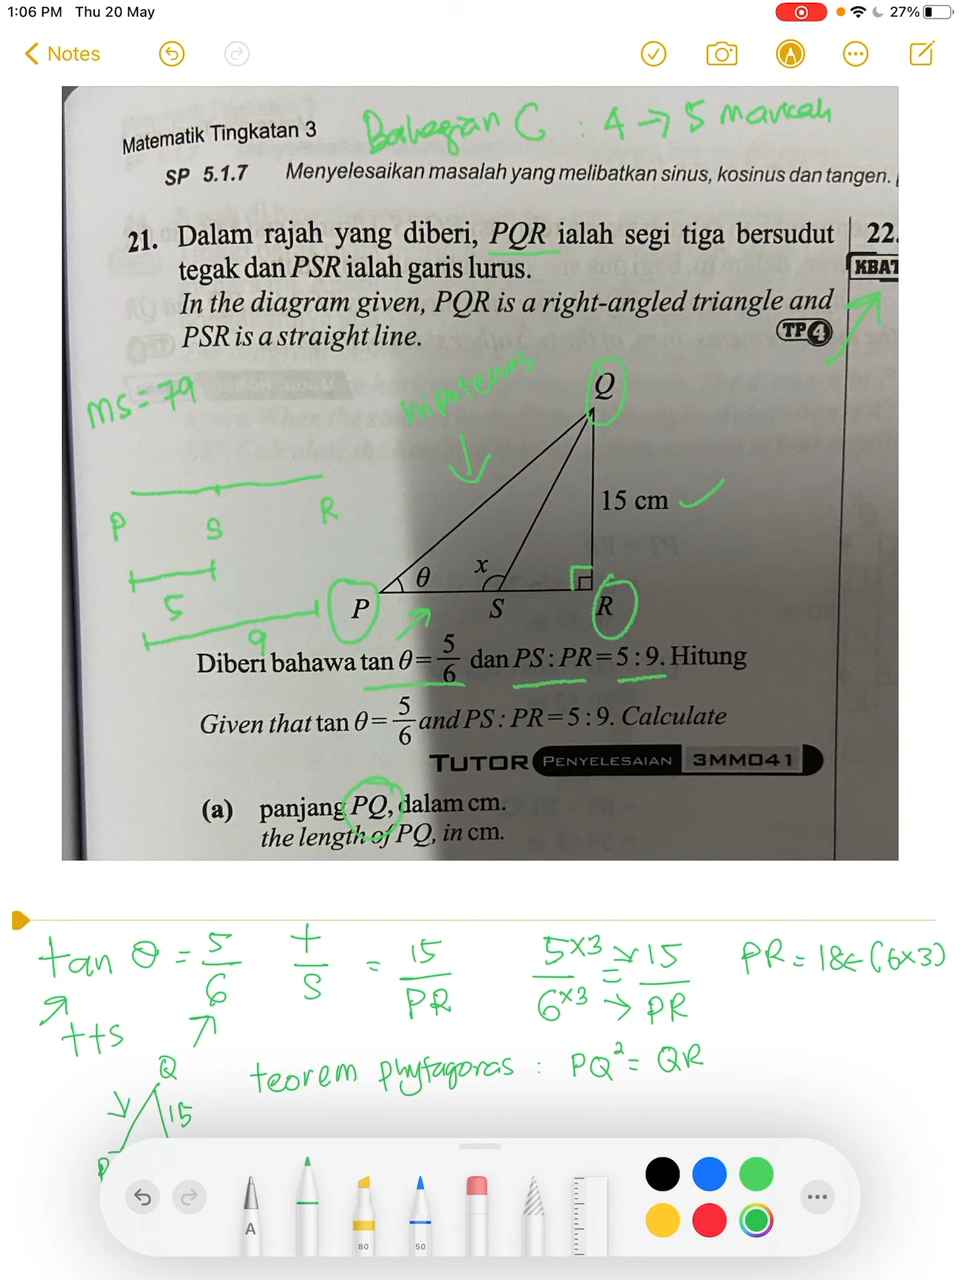 1:06 PM Thu 20 May
27%
Notes
Bahagian C : 4 → 5 markah
Matematik Tingkatan 3
SP 5.1.7 Menyelesaikan masalah yang melibatkan sinus, kosinus dan tangen.
21. Dalam rajah yang diberi, PQR ialah segi tiga bersudut
tegak dan PSR ialah garis lurus.
In the diagram given, PQR is a right-angled triangle and
PSR is a straight line.
TP 4
22.
KBAT
ms = 79
hipotenus
Q
15 cm
P S R
5
9
θ x
P S R
Diberi bahawa tan θ = 5/6 dan PS : PR = 5 : 9. Hitung
Given that tan θ = 5/6 and PS : PR = 5 : 9. Calculate
TUTOR PENYELESAIAN 3MM041
(a) panjang PQ, dalam cm.
the length of PQ, in cm.
tan θ = 5/6 t/s = 15/PR 5×3/6×3 = 15/PR PR = 18 ← (6×3)
tts
teorem phytagoras : PQ² = QR
Q
15
P
A
80
50